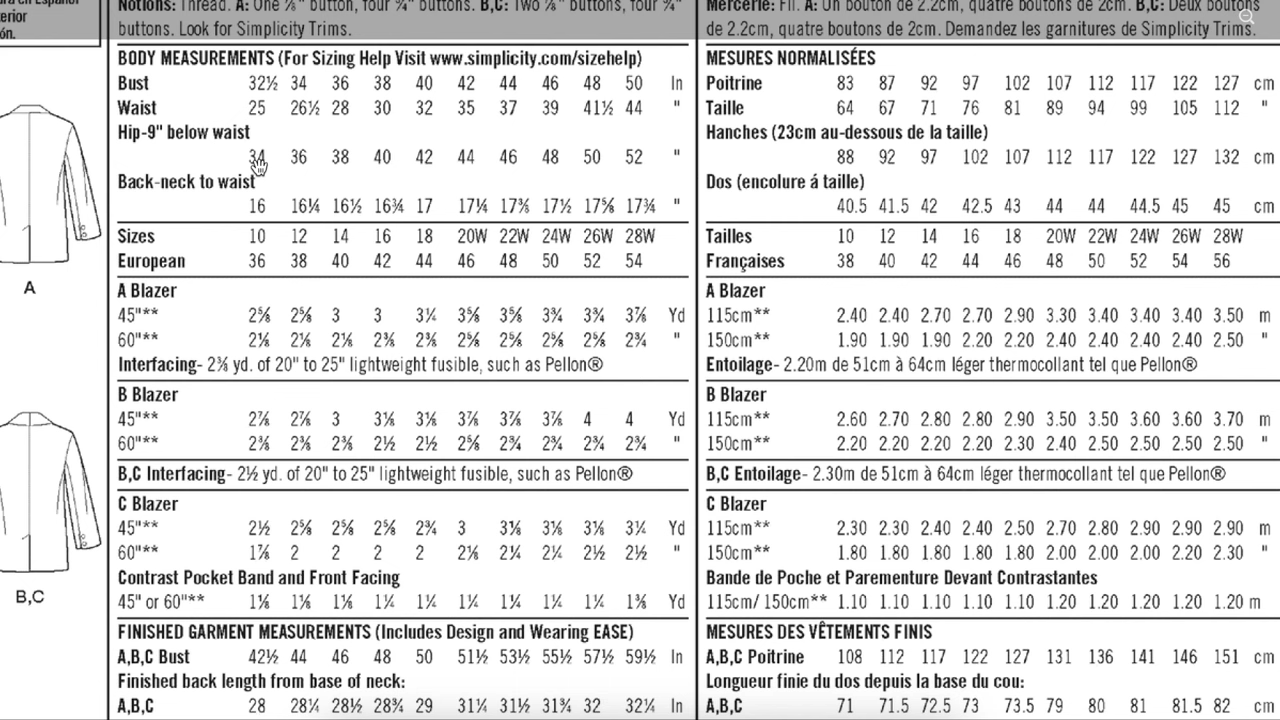 ra en Español
terior
ón.
A
B,C
Notions: Thread. A: One ⅞" button, four ¾" buttons. B,C: Two ⅞" buttons, four ¾"
buttons. Look for Simplicity Trims.
BODY MEASUREMENTS (For Sizing Help Visit www.simplicity.com/sizehelp)
Bust 32½ 34 36 38 40 42 44 46 48 50 In
Waist 25 26½ 28 30 32 35 37 39 41½ 44 "
Hip-9" below waist
34 36 38 40 42 44 46 48 50 52 "
Back-neck to waist
16 16¼ 16½ 16¾ 17 17¼ 17⅜ 17½ 17⅝ 17¾ "
Sizes 10 12 14 16 18 20W 22W 24W 26W 28W
European 36 38 40 42 44 46 48 50 52 54
A Blazer
45"** 2⅝ 2⅝ 3 3 3¼ 3⅝ 3⅝ 3¾ 3¾ 3⅞ Yd
60"** 2⅛ 2⅛ 2⅛ 2⅜ 2⅜ 2⅝ 2⅝ 2⅝ 2⅝ 2¾ "
Interfacing- 2⅜ yd. of 20" to 25" lightweight fusible, such as Pellon®
B Blazer
45"** 2⅞ 2⅞ 3 3⅛ 3⅛ 3⅞ 3⅞ 3⅞ 4 4 Yd
60"** 2⅜ 2⅜ 2⅜ 2½ 2½ 2⅝ 2¾ 2¾ 2¾ 2¾ "
B,C Interfacing- 2½ yd. of 20" to 25" lightweight fusible, such as Pellon®
C Blazer
45"** 2½ 2⅝ 2⅝ 2⅝ 2¾ 3 3⅛ 3⅛ 3⅛ 3¼ Yd
60"** 1⅞ 2 2 2 2 2⅛ 2¼ 2¼ 2½ 2½ "
Contrast Pocket Band and Front Facing
45" or 60"** 1⅛ 1⅛ 1⅛ 1¼ 1¼ 1¼ 1¼ 1¼ 1¼ 1⅜ Yd
FINISHED GARMENT MEASUREMENTS (Includes Design and Wearing EASE)
A,B,C Bust 42½ 44 46 48 50 51½ 53½ 55½ 57½ 59½ In
Finished back length from base of neck:
A,B,C 28 28¼ 28½ 28¾ 29 31¼ 31½ 31¾ 32 32¼ In
Mercerie: Fil. A: Un bouton de 2.2cm, quatre boutons de 2cm. B,C: Deux boutons
de 2.2cm, quatre boutons de 2cm. Demandez les garnitures de Simplicity Trims.
MESURES NORMALISÉES
Poitrine 83 87 92 97 102 107 112 117 122 127 cm
Taille 64 67 71 76 81 89 94 99 105 112 "
Hanches (23cm au-dessous de la taille)
88 92 97 102 107 112 117 122 127 132 cm
Dos (encolure á taille)
40.5 41.5 42 42.5 43 44 44 44.5 45 45 cm
Tailles 10 12 14 16 18 20W 22W 24W 26W 28W
Françaises 38 40 42 44 46 48 50 52 54 56
A Blazer
115cm** 2.40 2.40 2.70 2.70 2.90 3.30 3.40 3.40 3.40 3.50 m
150cm** 1.90 1.90 1.90 2.20 2.20 2.40 2.40 2.40 2.40 2.50 "
Entoilage- 2.20m de 51cm à 64cm léger thermocollant tel que Pellon®
B Blazer
115cm** 2.60 2.70 2.80 2.80 2.90 3.50 3.50 3.60 3.60 3.70 m
150cm** 2.20 2.20 2.20 2.20 2.30 2.40 2.50 2.50 2.50 2.50 "
B,C Entoilage- 2.30m de 51cm à 64cm léger thermocollant tel que Pellon®
C Blazer
115cm** 2.30 2.30 2.40 2.40 2.50 2.70 2.80 2.90 2.90 2.90 m
150cm** 1.80 1.80 1.80 1.80 1.80 2.00 2.00 2.00 2.20 2.30 "
Bande de Poche et Parementure Devant Contrastantes
115cm/ 150cm** 1.10 1.10 1.10 1.10 1.10 1.20 1.20 1.20 1.20 1.20 m
MESURES DES VÊTEMENTS FINIS
A,B,C Poitrine 108 112 117 122 127 131 136 141 146 151 cm
Longueur finie du dos depuis la base du cou:
A,B,C 71 71.5 72.5 73 73.5 79 80 81 81.5 82 cm